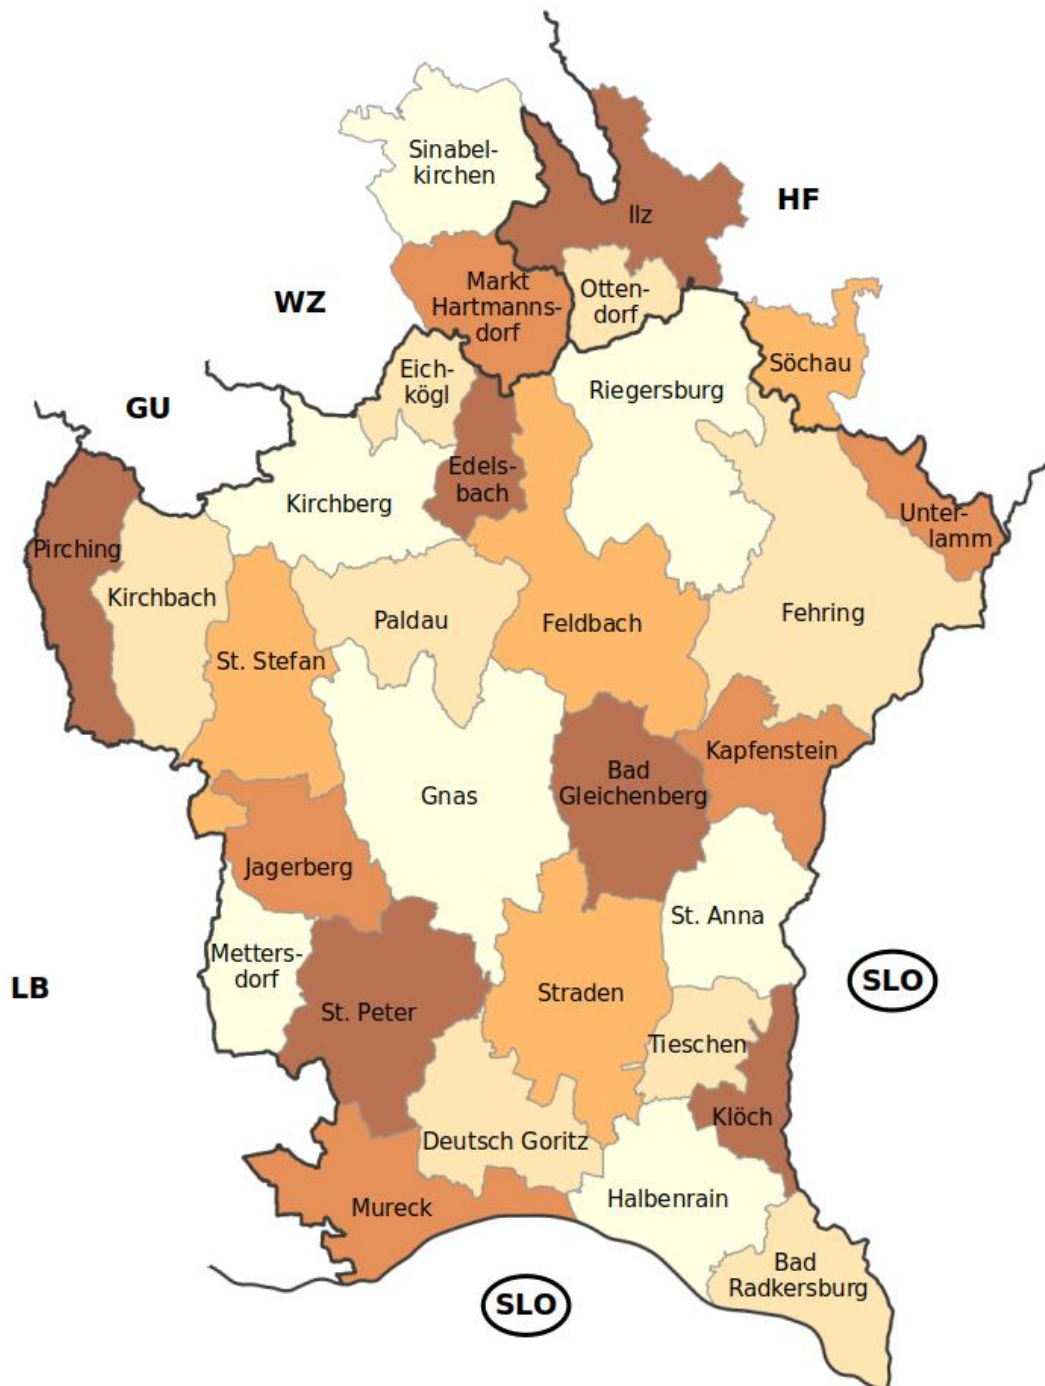 Sinabel-
kirchen
HF
Ilz
WZ
Markt
Hartmanns-
dorf
Otten-
dorf
Söchau
Eich-
kögl
Riegersburg
GU
Edels-
bach
Kirchberg
Unter-
lamm
Pirching
Kirchbach
Paldau
Feldbach
Fehring
St. Stefan
Kapfenstein
Bad
Gleichenberg
Gnas
Jagerberg
St. Anna
Metters-
dorf
LB
SLO
Straden
St. Peter
Tieschen
Klöch
Deutsch Goritz
Mureck
Halbenrain
Bad
Radkersburg
SLO